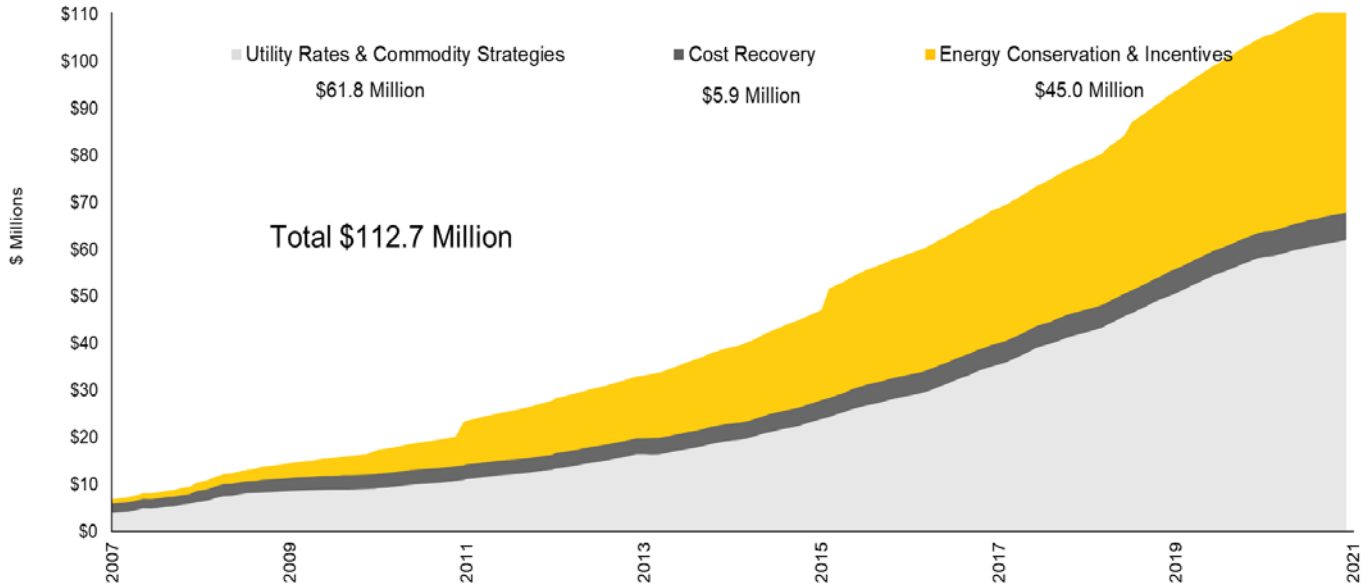 $ Millions
$110
$100
$90
$80
$70
$60
$50
$40
$30
$20
$10
$0
Utility Rates & Commodity Strategies
$61.8 Million
Cost Recovery
$5.9 Million
Energy Conservation & Incentives
$45.0 Million
Total $112.7 Million
2007
2009
2011
2013
2015
2017
2019
2021